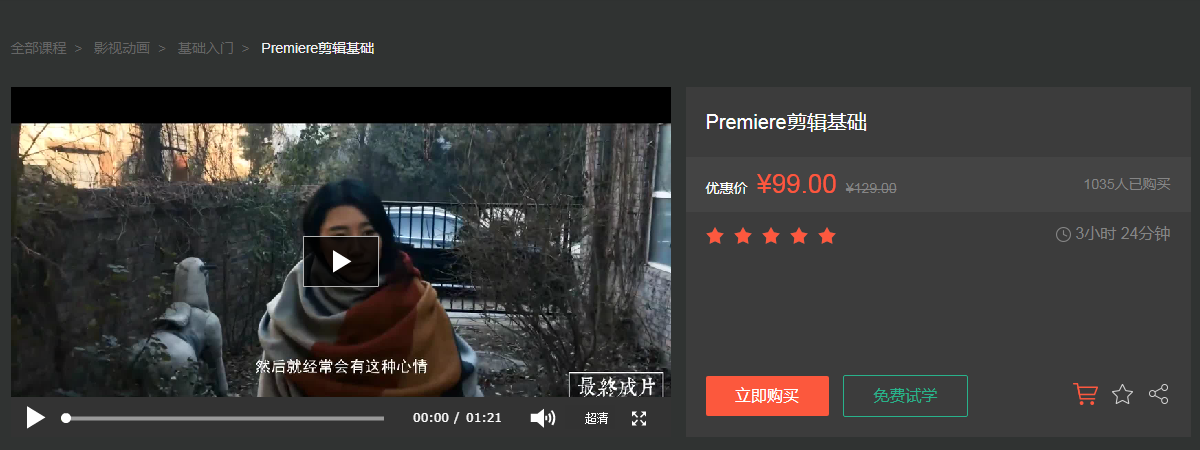 全部课程 > 影视动画 > 基础入门 > Premiere剪辑基础
Premiere剪辑基础
优惠价 ¥99.00 ¥129.00 1035人已购买
3小时 24分钟
然后就经常会有这种心情
最终成片
立即购买 免费试学
00:00 / 01:21 超清